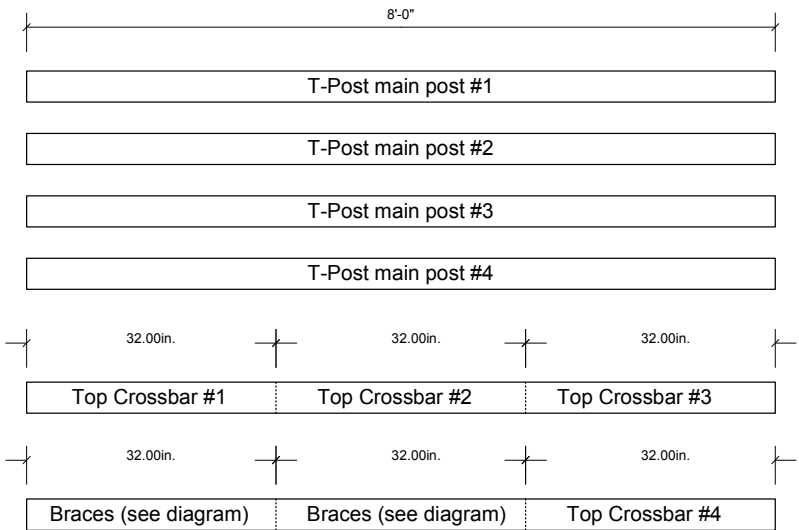 8'-0"
T-Post main post #1
T-Post main post #2
T-Post main post #3
T-Post main post #4
32.00in. 32.00in. 32.00in.
Top Crossbar #1 Top Crossbar #2 Top Crossbar #3
32.00in. 32.00in. 32.00in.
Braces (see diagram) Braces (see diagram) Top Crossbar #4